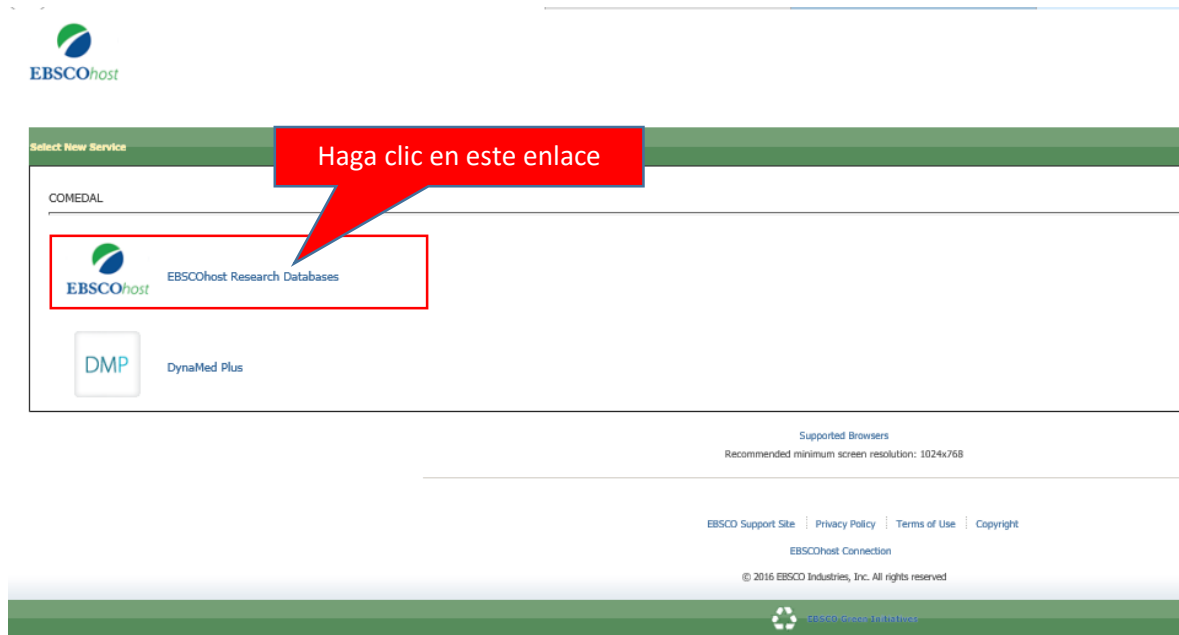 EBSCOhost
Select New Service
Haga clic en este enlace
COMEDAL
EBSCOhost
EBSCOhost Research Databases
DMP
DynaMed Plus
Supported Browsers
Recommended minimum screen resolution: 1024x768
EBSCO Support Site Privacy Policy Terms of Use Copyright
EBSCOhost Connection
© 2016 EBSCO Industries, Inc. All rights reserved
EBSCO Green Initiatives